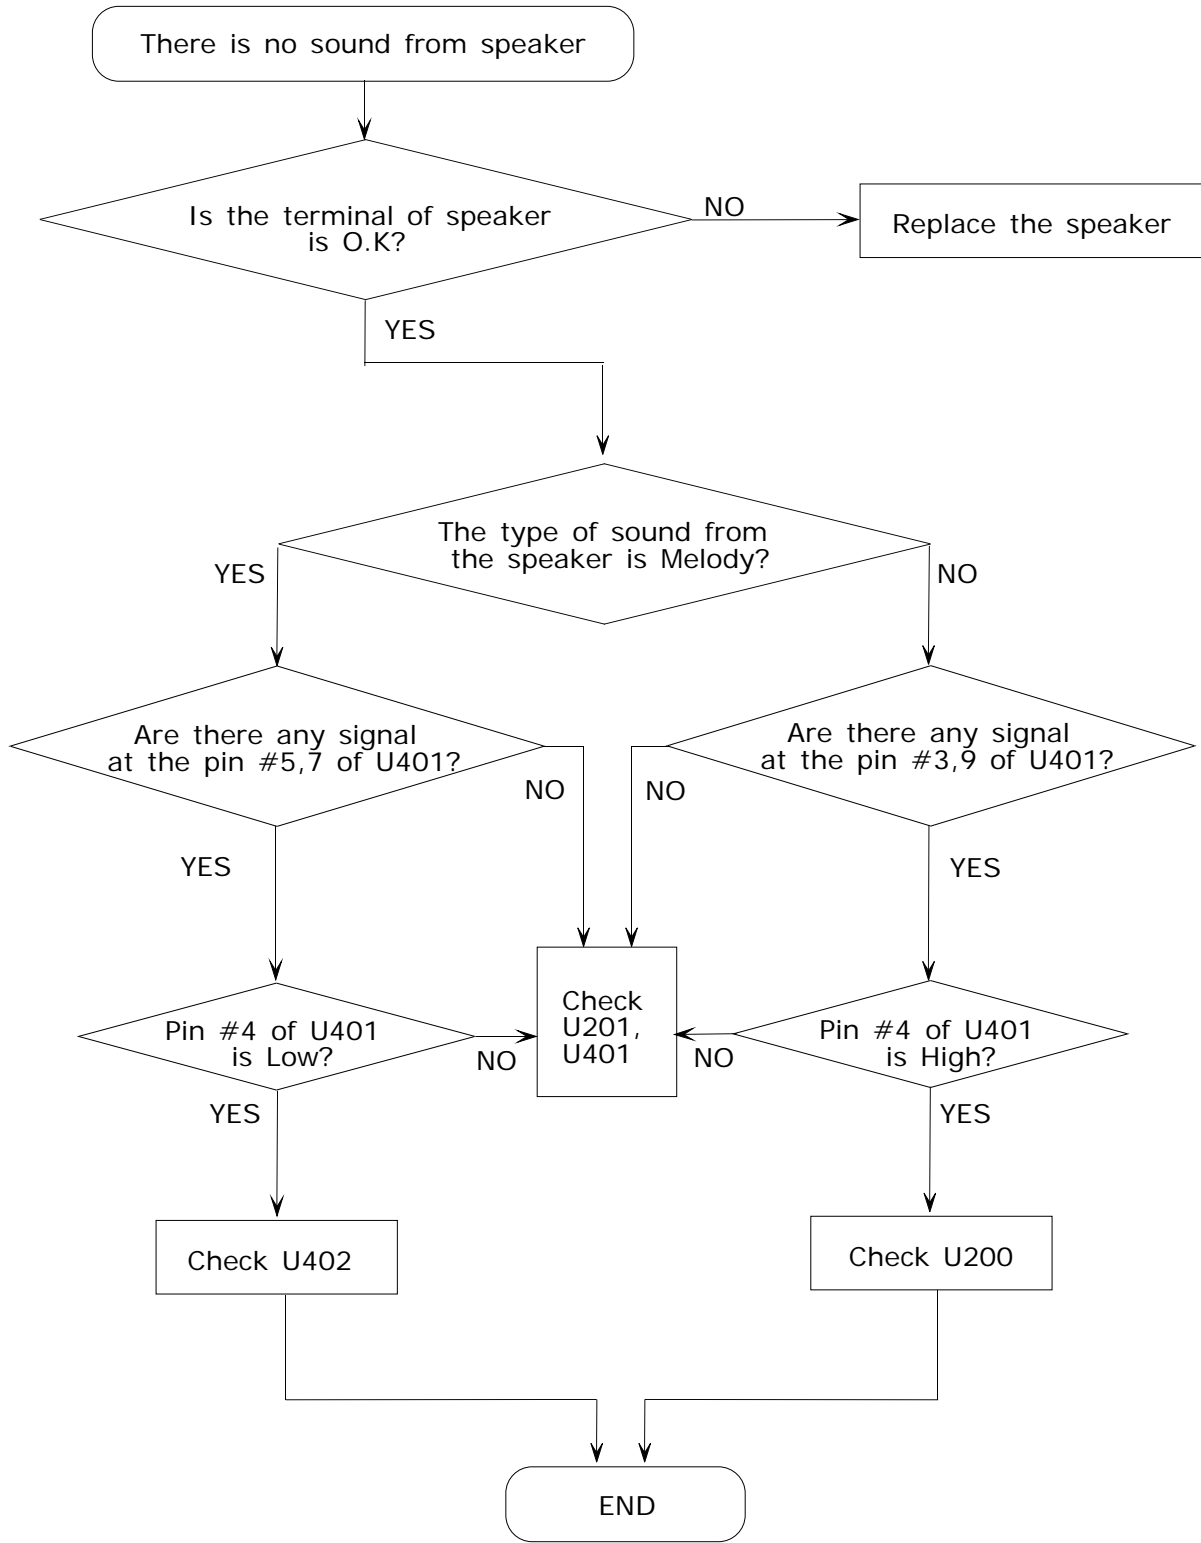 There is no sound from speaker
Is the terminal of speaker
is O.K?
NO
Replace the speaker
YES
The type of sound from
the speaker is Melody?
YES
NO
Are there any signal
at the pin #5,7 of U401?
Are there any signal
at the pin #3,9 of U401?
NO
NO
YES
YES
Pin #4 of U401
is Low?
Check
U201,
U401
Pin #4 of U401
is High?
NO
NO
YES
YES
Check U402
Check U200
END